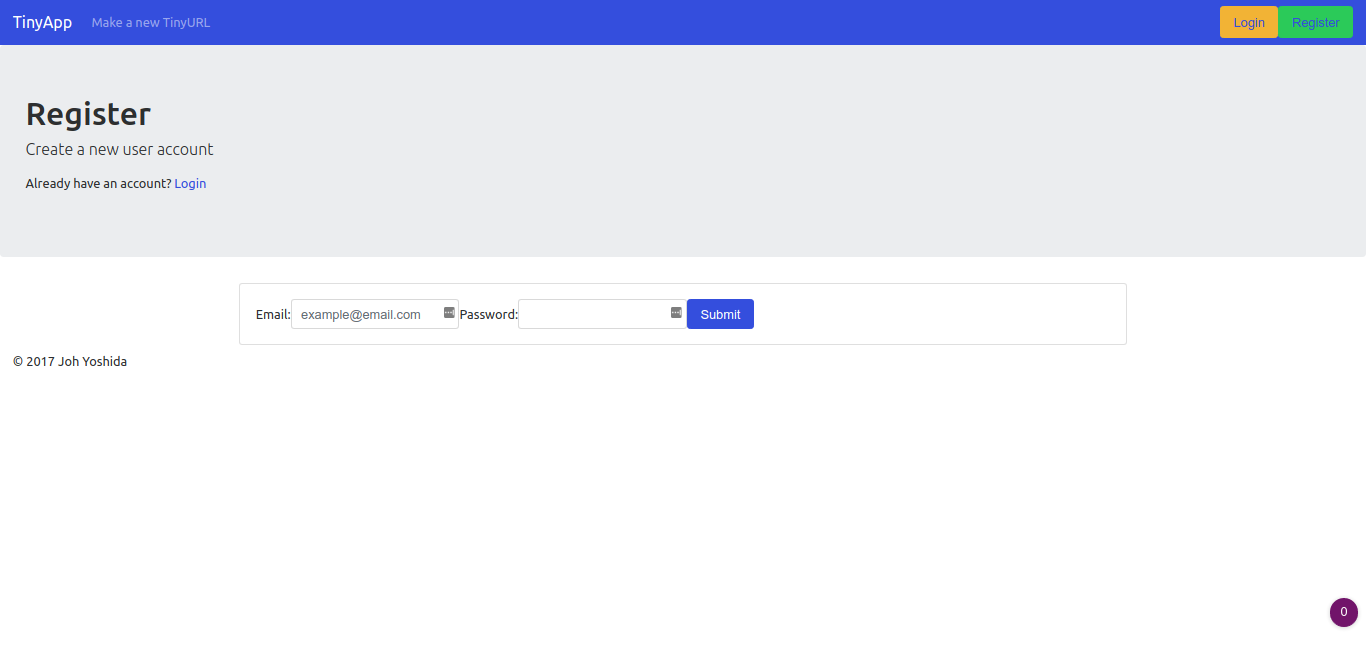 TinyApp Make a new TinyURL Login Register
Register
Create a new user account
Already have an account? Login
Email: example@email.com Password: Submit
© 2017 Joh Yoshida
0